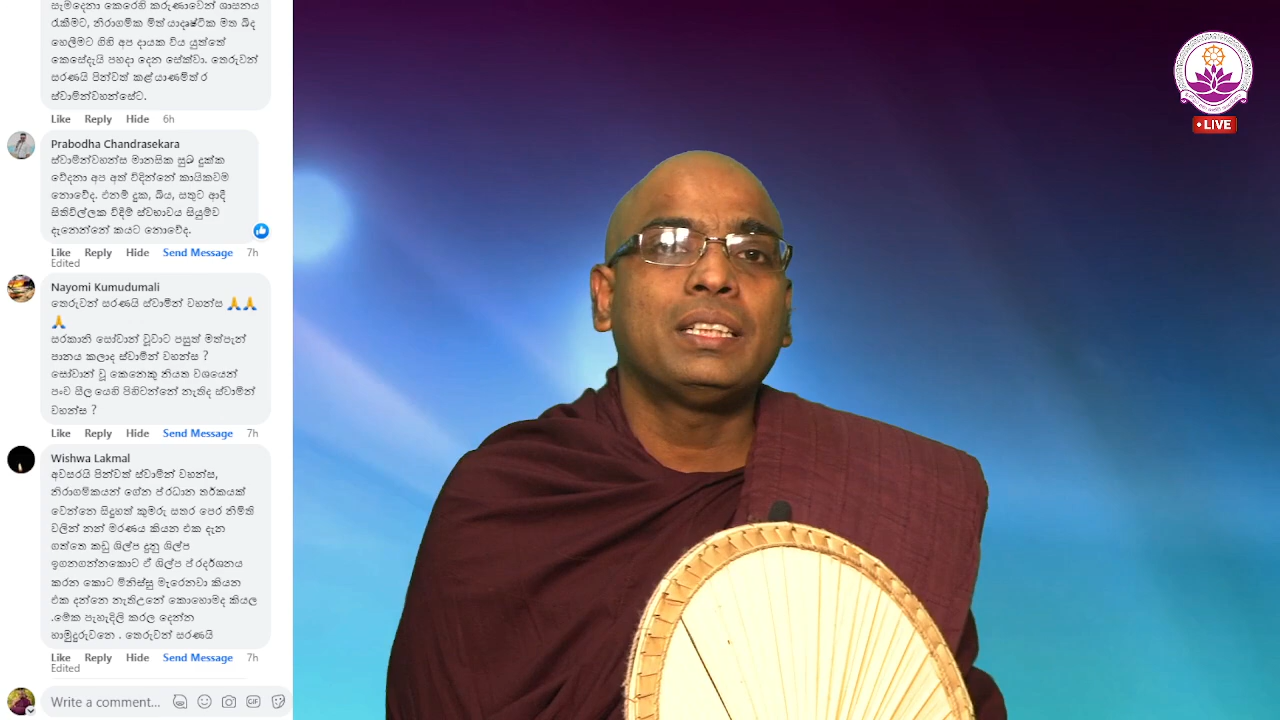 සැමදෙනා කෙරෙහි කරුණාවෙන් ශාසනය
රැකීමට, නිරාගමික මිත්‍යාදෘෂ්ටික මත බිද
හෙලීමට ගිහි අප දායක විය යුත්තේ
කෙසේදැයි පහදා දෙන සේක්වා. තෙරුවන්
සරණයි පින්වත් කළ්‍යාණමිත්‍ර
ස්වාමින්වහන්සේට.
Like Reply Hide 6h
Prabodha Chandrasekara
ස්වාමින්වහන්ස මානසික සුඛ දුක්ක
වේදනා අප අත් විදින්නේ කායිකවම
නොවේද. එනම් දුක, බිය, සතුට ආදී
සිතිවිල්ලක විදීම් ස්වභාවය සියුම්ව
දැනෙන්නේ කයට නොවේද.
Like Reply Hide Send Message 7h
Edited
Nayomi Kumudumali
තෙරුවන් සරණයි ස්වාමින් වහන්ස 🙏🙏
🙏
සරකානි සෝවාන් වූවාට පසුත් මත්පැන්
පානය කලාද ස්වාමින් වහන්ස ?
සෝවාන් වූ කෙනෙකු නියත වශයෙන්
පංච සීල යෙහි පිහිටන්නේ නැතිද ස්වාමින්
වහන්ස ?
Like Reply Hide Send Message 7h
Wishwa Lakmal
අවසරයි පින්වත් ස්වාමින් වහන්ස,
නිරාගමිකයන් ගේන ප්‍රධාන තර්කයක්
වෙන්නෙ සිදුහත් කුමරු සතර පෙර නිමිති
වලින් නන් මරණය කියන එක දැන
ගත්තෙ කඩු ශිල්ප දුනු ශිල්ප
ඉගනගන්නකොට ඒ ශිල්ප ප්‍රදර්ශනය
කරන කොට මිනිස්සු මැරෙනවා කියන
එක දන්නෙ නැතිඋනේ කොහොමද කියල
.මේක පැහැදිලි කරල දෙන්න
හාමුදුරුවනෙ . තෙරුවන් සරණයි
Like Reply Hide Send Message 7h
Edited
Write a comment...
GIF
• LIVE